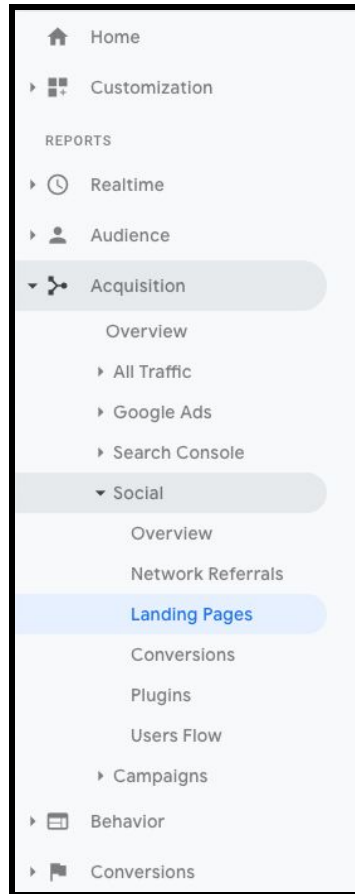 Home
Customization
REPORTS
Realtime
Audience
Acquisition
Overview
All Traffic
Google Ads
Search Console
Social
Overview
Network Referrals
Landing Pages
Conversions
Plugins
Users Flow
Campaigns
Behavior
Conversions